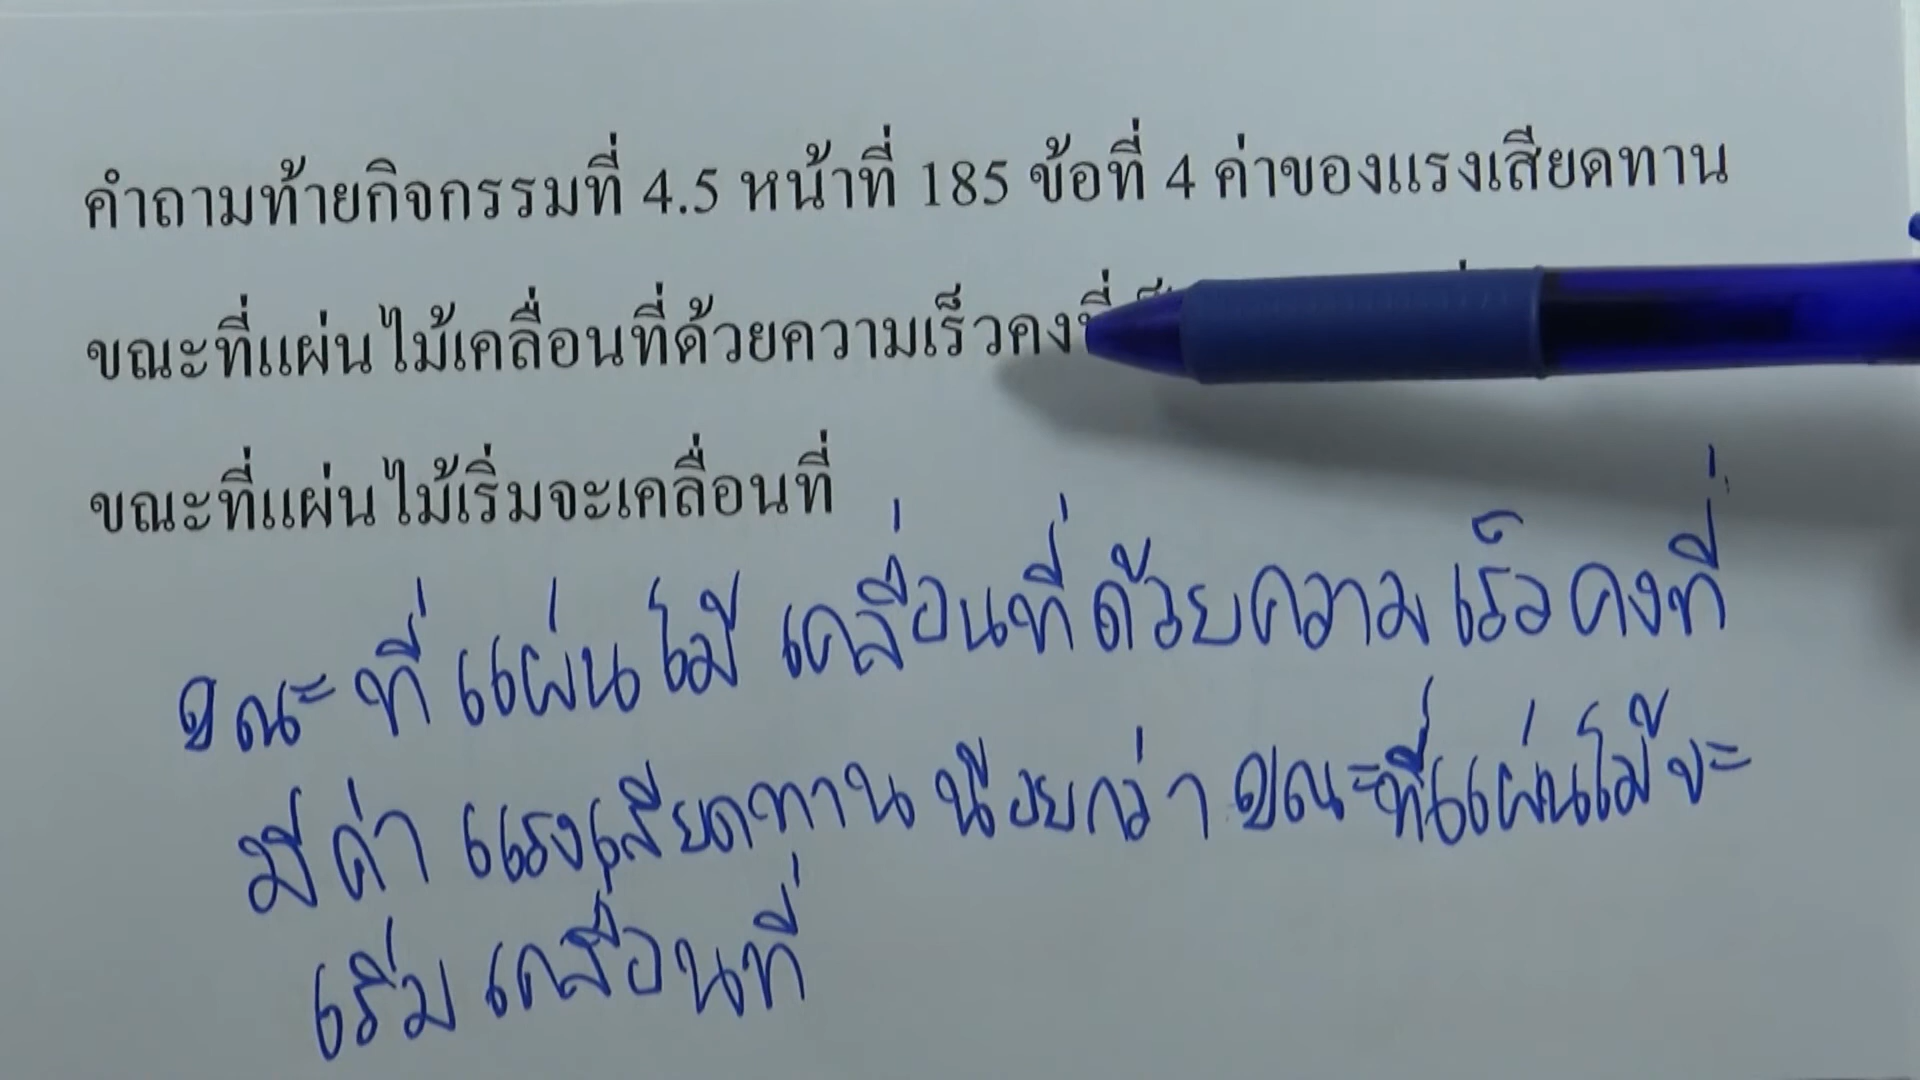 คำถามท้ายกิจกรรมที่ 4.5 หน้าที่ 185 ข้อที่ 4 ค่าของแรงเสียดทาน
ขณะที่แผ่นไม้เคลื่อนที่ด้วยความเร็วคงที่
ขณะที่แผ่นไม้เริ่มจะเคลื่อนที่
ขณะที่แผ่นไม้ เคลื่อนที่ด้วยความเร็วคงที่
มีค่า แรงเสียดทาน น้อยกว่า ขณะที่แผ่นไม้จะ
เริ่ม เคลื่อนที่